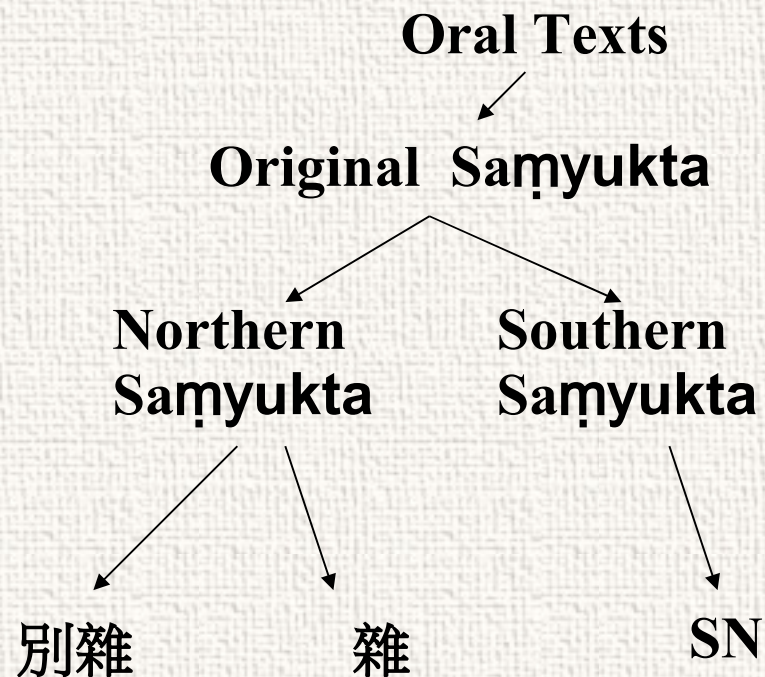 Oral Texts
Original Saṃyukta
Northern Southern
Saṃyukta Saṃyukta
別雜 雜 SN